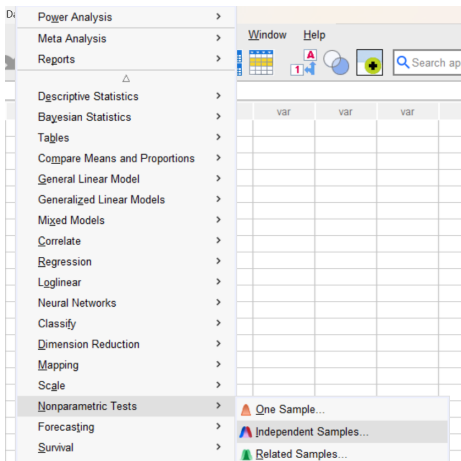 Da
Power Analysis
Meta Analysis
Window Help
Reports
1 A
Search ap
Descriptive Statistics
Bayesian Statistics
var var var
Tables
Compare Means and Proportions
General Linear Model
Generalized Linear Models
Mixed Models
Correlate
Regression
Loglinear
Neural Networks
Classify
Dimension Reduction
Mapping
Scale
Nonparametric Tests
One Sample...
Forecasting
Independent Samples...
Survival
Related Samples...